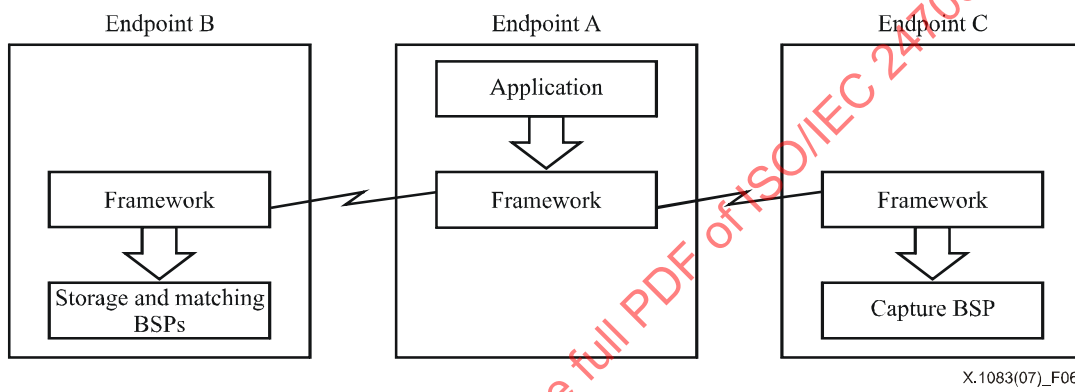 Endpoint B
Endpoint A
Endpoint C
Application
Framework
Framework
Framework
Storage and matching
BSPs
Capture BSP
full PDF of ISO/IEC
X.1083(07)_F06